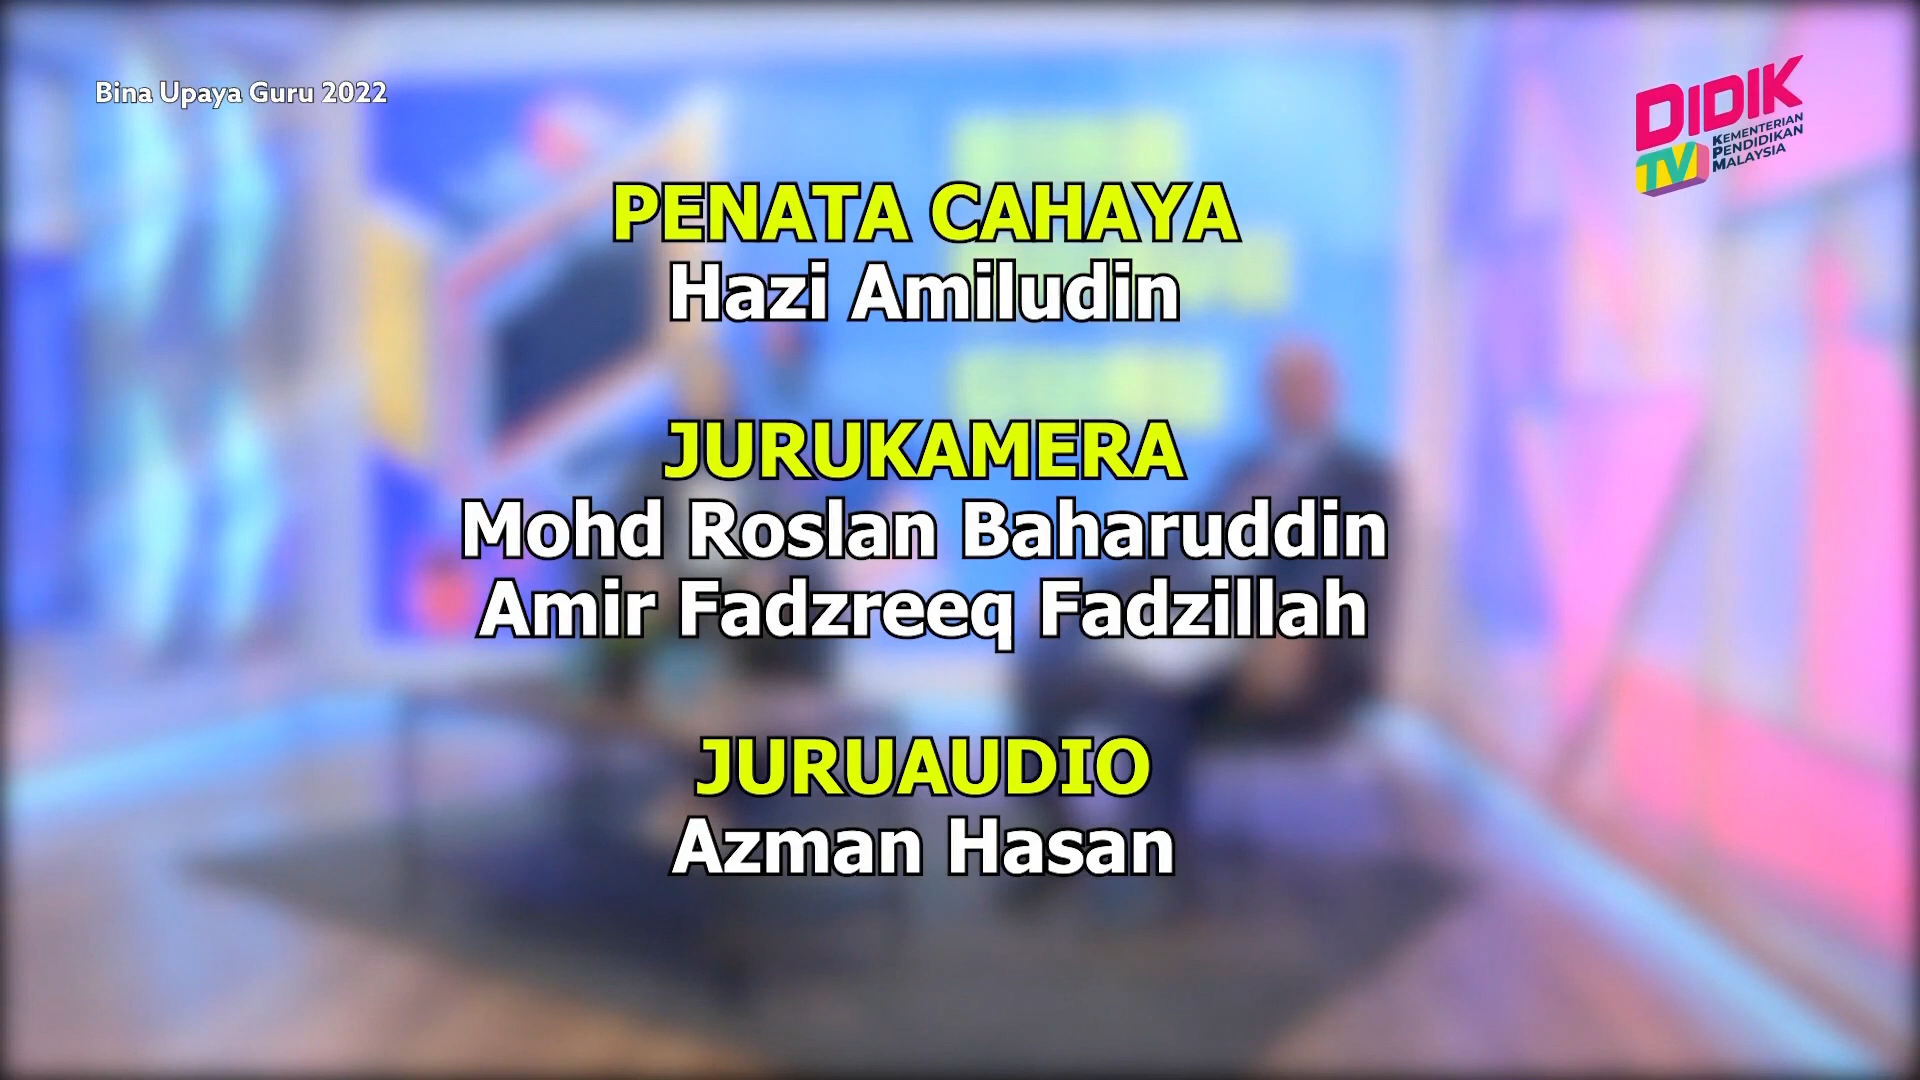 Bina Upaya Guru 2022
DIDIK
TV
KEMENTERIAN
PENDIDIKAN
MALAYSIA
PENATA CAHAYA
Hazi Amiludin
JURUKAMERA
Mohd Roslan Baharuddin
Amir Fadzreeq Fadzillah
JURUAUDIO
Azman Hasan